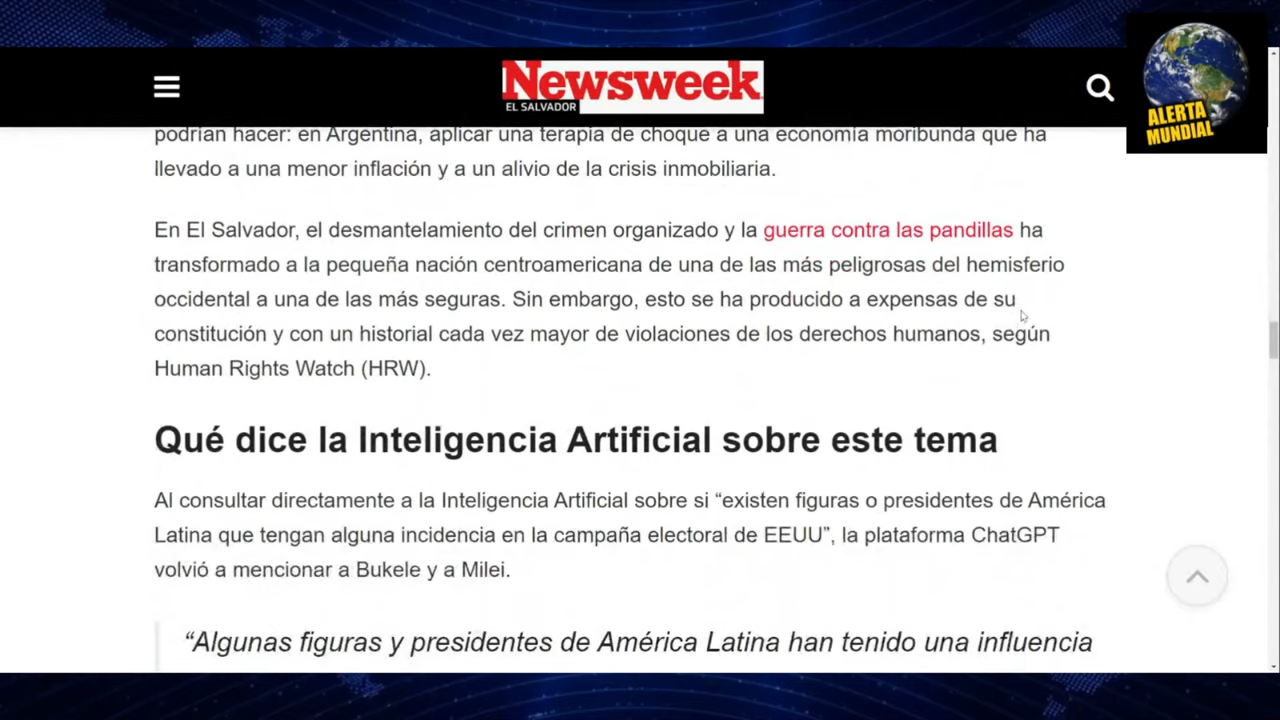 Newsweek
EL SALVADOR
ALERTA
MUNDIAL
podrían hacer: en Argentina, aplicar una terapia de choque a una economía moribunda que ha
llevado a una menor inflación y a un alivio de la crisis inmobiliaria.
En El Salvador, el desmantelamiento del crimen organizado y la guerra contra las pandillas ha
transformado a la pequeña nación centroamericana de una de las más peligrosas del hemisferio
occidental a una de las más seguras. Sin embargo, esto se ha producido a expensas de su
constitución y con un historial cada vez mayor de violaciones de los derechos humanos, según
Human Rights Watch (HRW).
Qué dice la Inteligencia Artificial sobre este tema
Al consultar directamente a la Inteligencia Artificial sobre si “existen figuras o presidentes de América
Latina que tengan alguna incidencia en la campaña electoral de EEUU”, la plataforma ChatGPT
volvió a mencionar a Bukele y a Milei.
“Algunas figuras y presidentes de América Latina han tenido una influencia